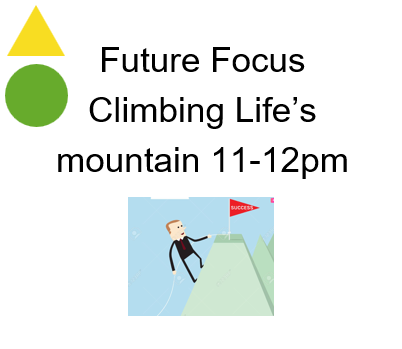 Future Focus
Climbing Life’s
mountain 11-12pm
SUCCESS